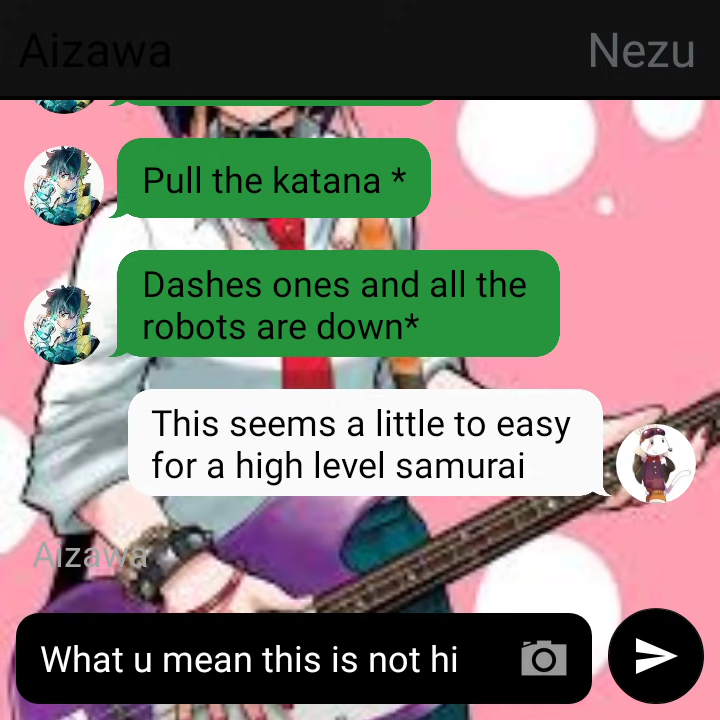 Aizawa Nezu
Pull the katana *
Dashes ones and all the
robots are down*
This seems a little to easy
for a high level samurai
Aizawa
What u mean this is not hi